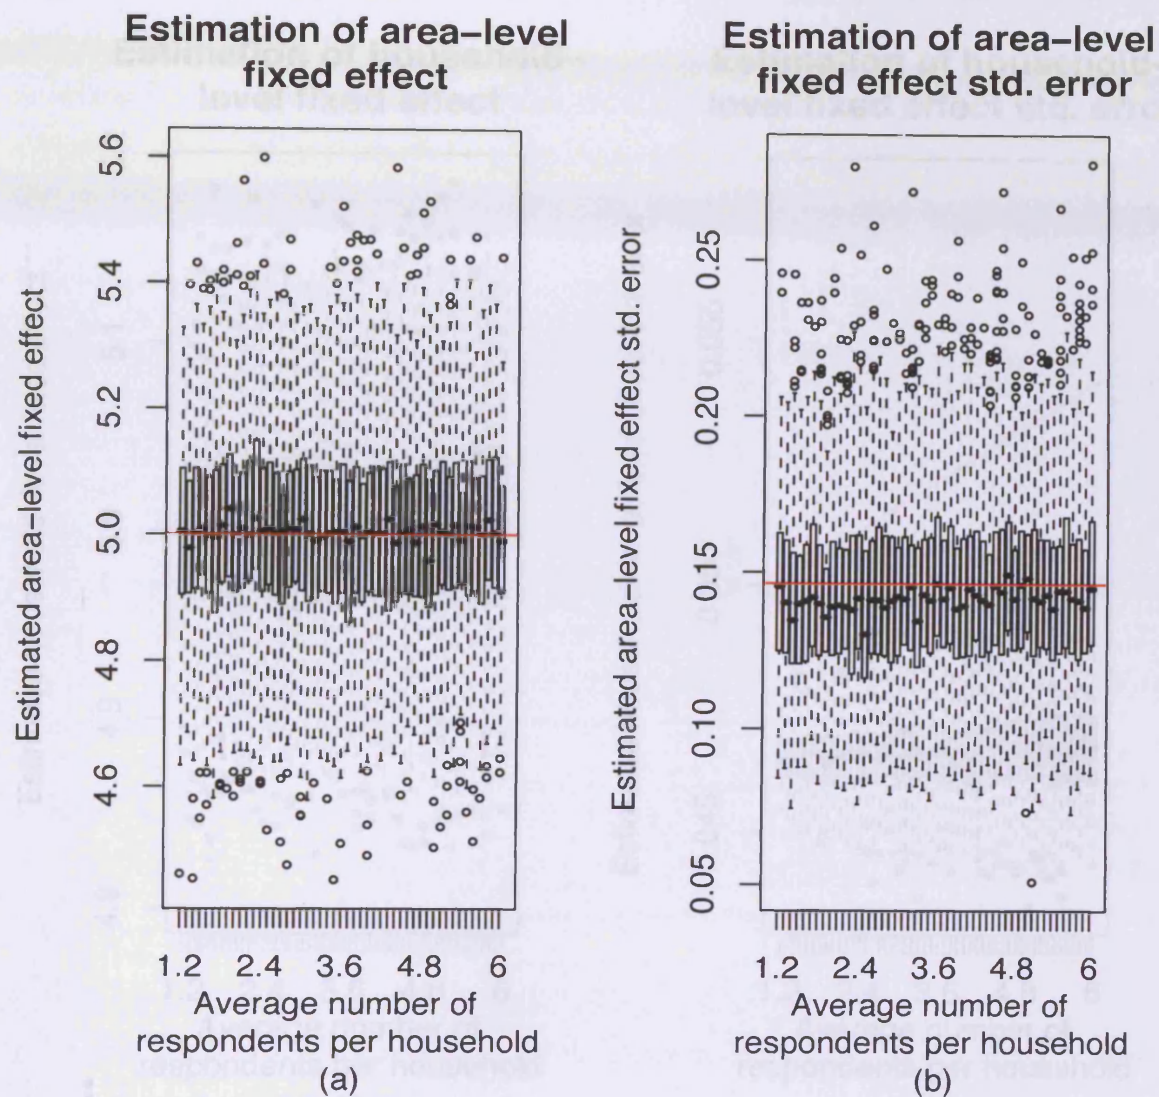 Estimation of area–level
fixed effect
Estimated area–level fixed effect
5.6
5.4
5.2
5.0
4.8
4.6
1.2 2.4 3.6 4.8 6
Average number of
respondents per household
(a)
Estimation of area–level
fixed effect std. error
Estimated area–level fixed effect std. error
0.25
0.20
0.15
0.10
0.05
1.2 2.4 3.6 4.8 6
Average number of
respondents per household
(b)